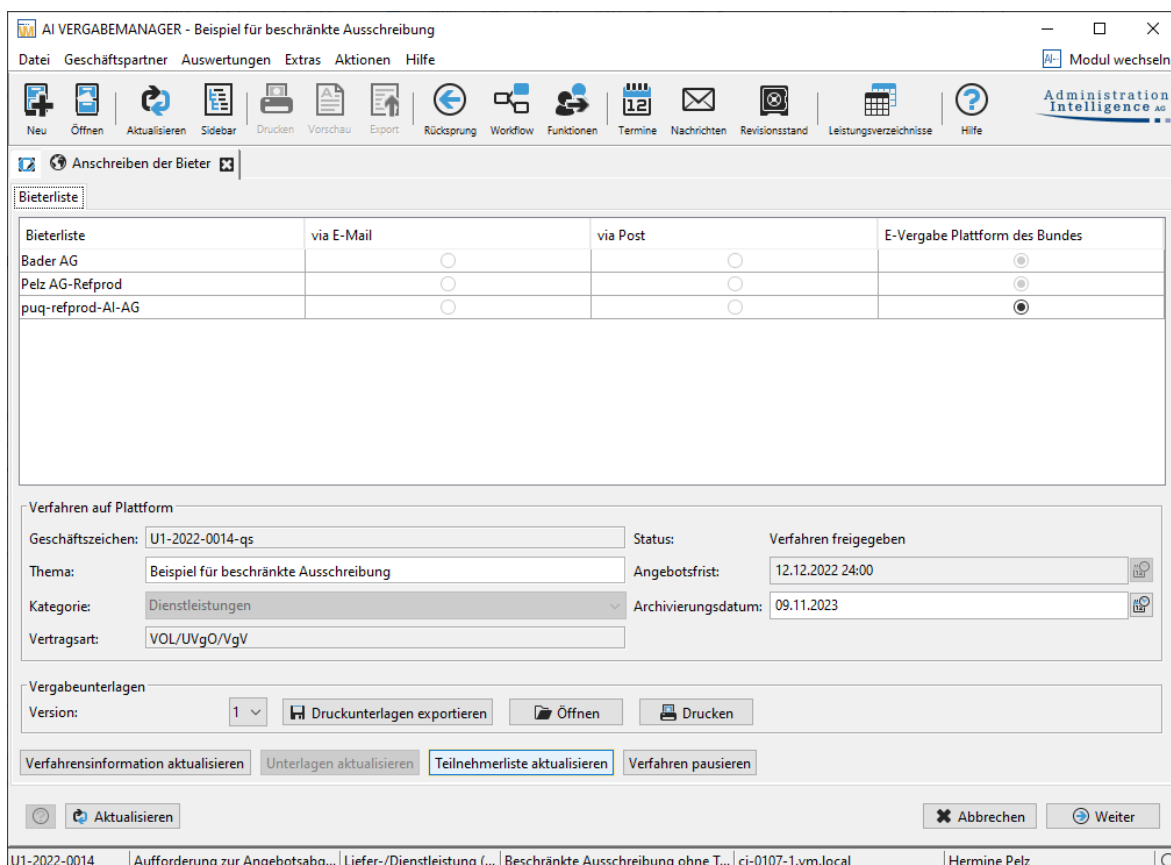 AI VERGABEMANAGER - Beispiel für beschränkte Ausschreibung
Datei Geschäftspartner Auswertungen Extras Aktionen Hilfe
AI- Modul wechseln
12
Neu Öffnen Aktualisieren Sidebar Drucken Vorschau Export Rücksprung Workflow Funktionen Termine Nachrichten Revisionsstand Leistungsverzeichnisse Hilfe
Administration
Intelligence AG
Anschreiben der Bieter
Bieterliste
Bieterliste via E-Mail via Post E-Vergabe Plattform des Bundes
Bader AG
Pelz AG-Refprod
puq-refprod-AI-AG
Verfahren auf Plattform
Geschäftszeichen: U1-2022-0014-qs Status: Verfahren freigegeben
Thema: Beispiel für beschränkte Ausschreibung Angebotsfrist: 12.12.2022 24:00
Kategorie: Dienstleistungen Archivierungsdatum: 09.11.2023
Vertragsart: VOL/UVgO/VgV
Vergabeunterlagen
Version: 1 Druckunterlagen exportieren Öffnen Drucken
Verfahrensinformation aktualisieren Unterlagen aktualisieren Teilnehmerliste aktualisieren Verfahren pausieren
Aktualisieren Abbrechen Weiter
U1-2022-0014 Aufforderung zur Angebotsabg... Liefer-/Dienstleistung (... Beschränkte Ausschreibung ohne T... ci-0107-1.vm.local Hermine Pelz